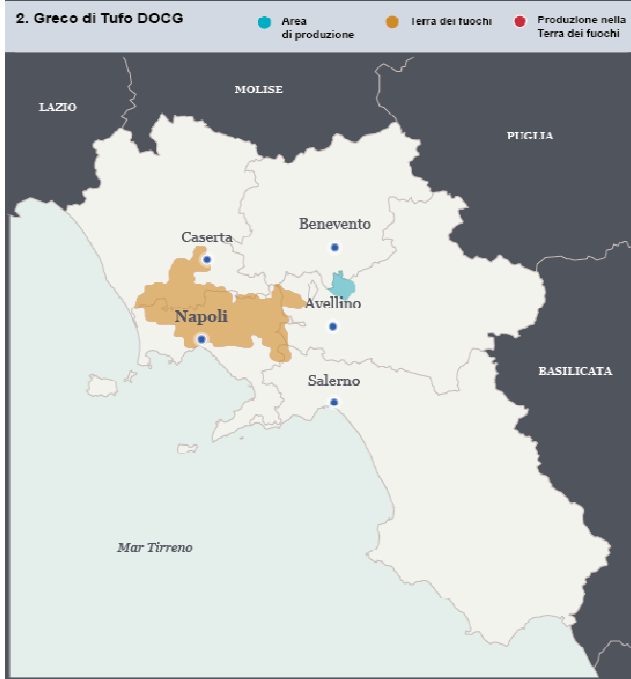 2. Greco di Tufo DOCG
Area
di produzione
Terra dei fuochi
Produzione nella
Terra dei fuochi
MOLISE
LAZIO
PUGLIA
Benevento
Caserta
Avellino
Napoli
BASILICATA
Salerno
Mar Tirreno